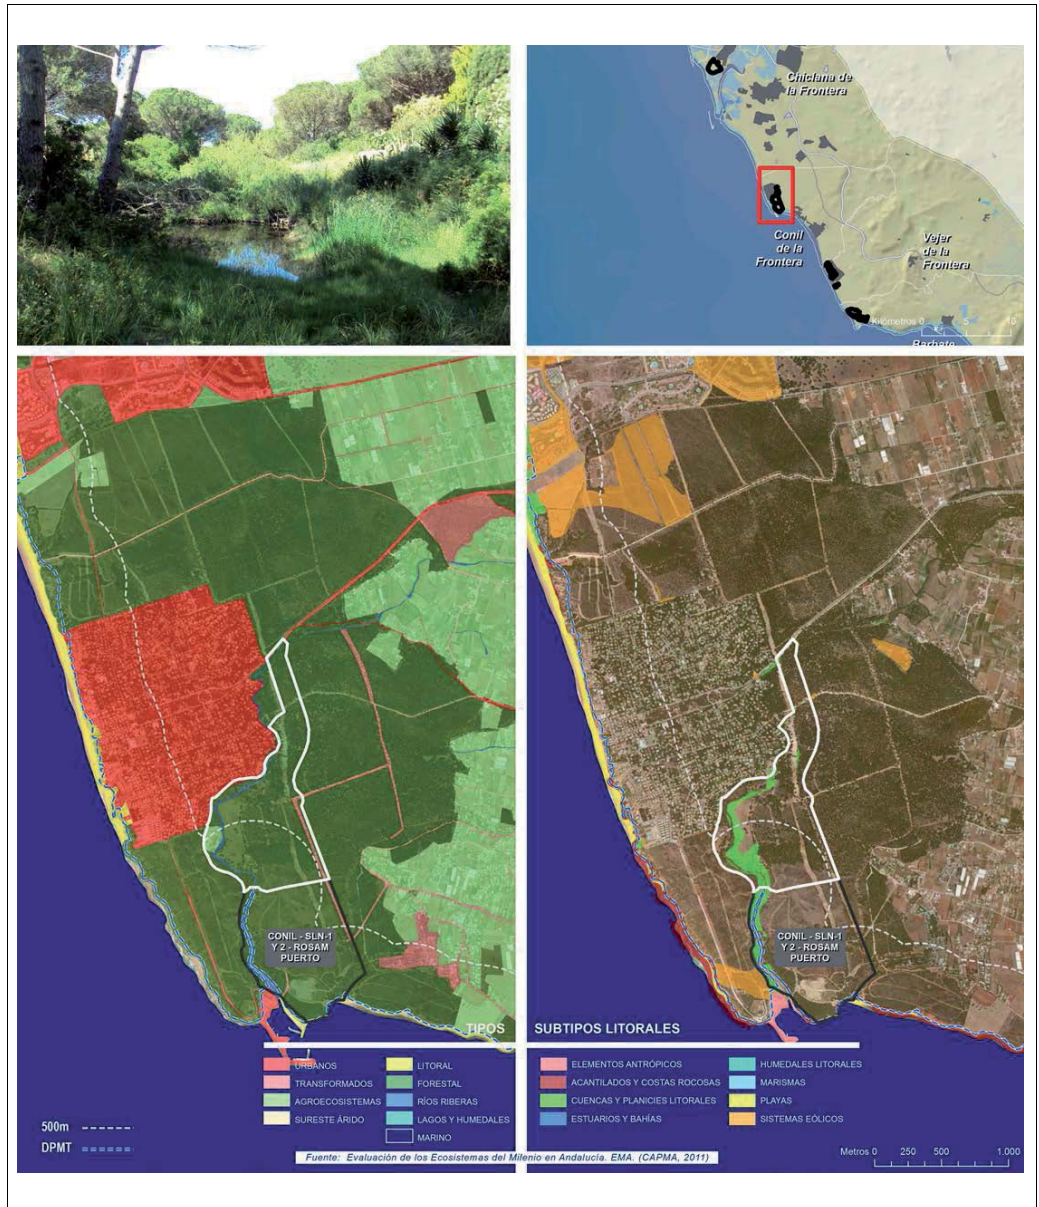 Chiclana de
la Frontera
Conil
de la
Frontera
Vejer
de la
Frontera
Kilómetros 0 5 10
Barbate
CONIL - SLN-1
Y 2 - ROSAM
PUERTO
TIPOS
URBANOS
TRANSFORMADOS
AGROECOSISTEMAS
SURESTE ÁRIDO
LITORAL
FORESTAL
RÍOS RIBERAS
LAGOS Y HUMEDALES
MARINO
500m
DPMT
CONIL - SLN-1
Y 2 - ROSAM
PUERTO
SUBTIPOS LITORALES
ELEMENTOS ANTRÓPICOS
ACANTILADOS Y COSTAS ROCOSAS
CUENCAS Y PLANICIES LITORALES
ESTUARIOS Y BAHÍAS
HUMEDALES LITORALES
MARISMAS
PLAYAS
SISTEMAS EÓLICOS
Metros 0 250 500 1.000
Fuente: Evaluación de los Ecosistemas del Milenio en Andalucía. EMA. (CAPMA, 2011)